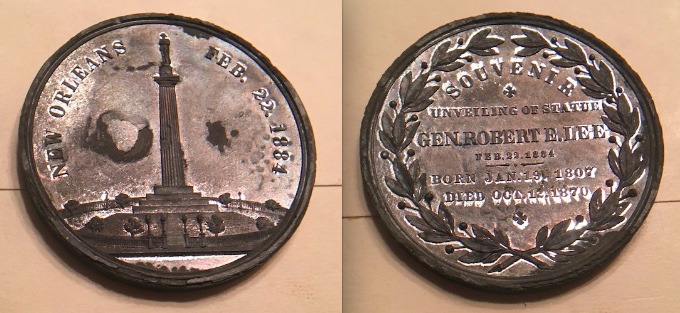 NEW ORLEANS FEB. 22. 1884
SOUVENIR
UNVEILING OF STATUE
GEN. ROBERT E. LEE
FEB. 22. 1884
BORN JAN. 19. 1807
DIED OCT. 12. 1870